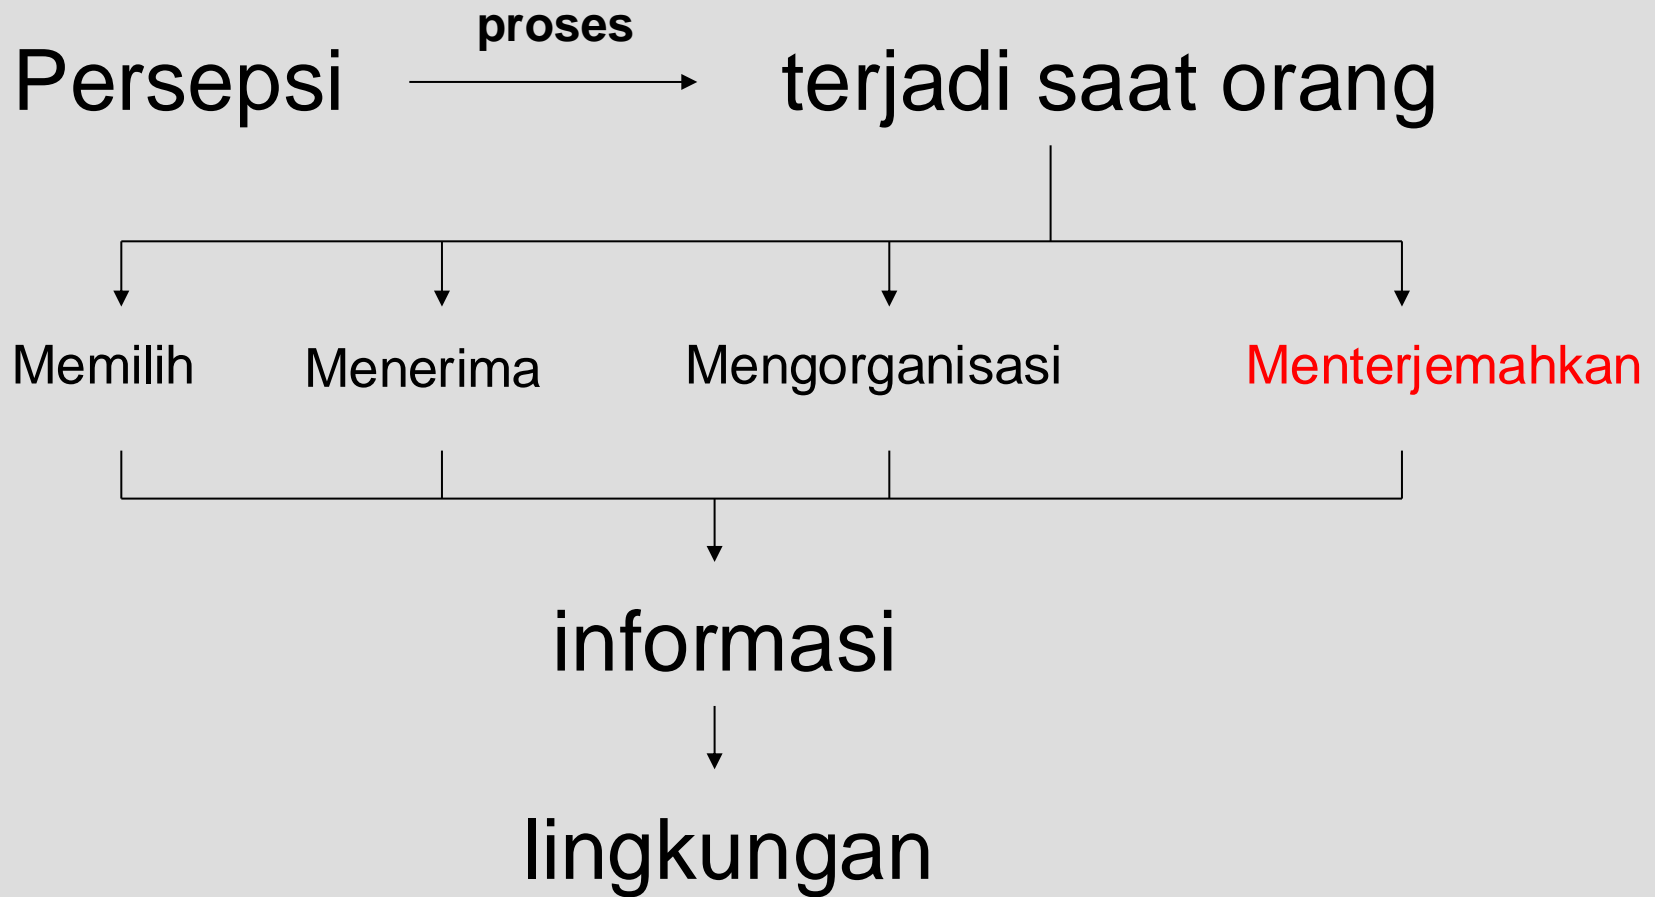 proses
Persepsi terjadi saat orang
Memilih Menerima Mengorganisasi Menterjemahkan
informasi
lingkungan